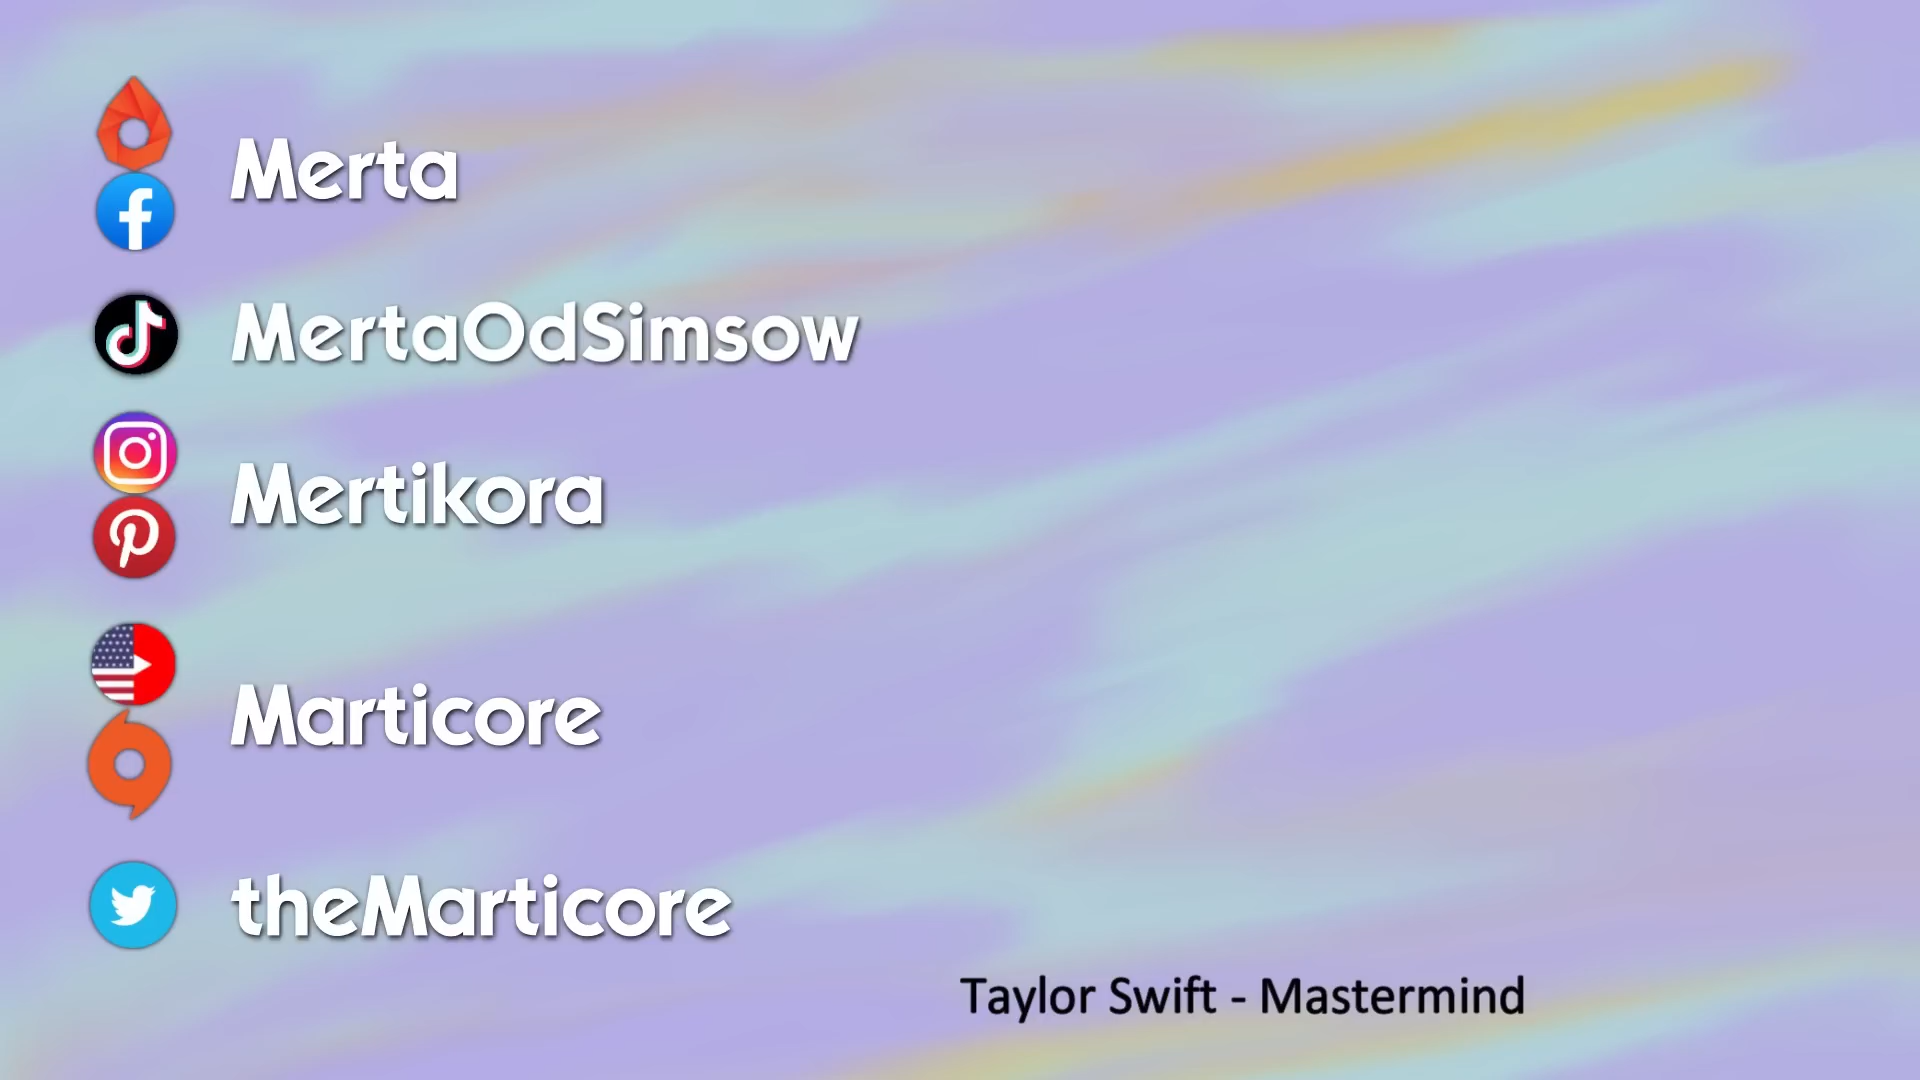 Merta
MertaOdSimsow
Mertikora
Marticore
theMarticore
Taylor Swift - Mastermind